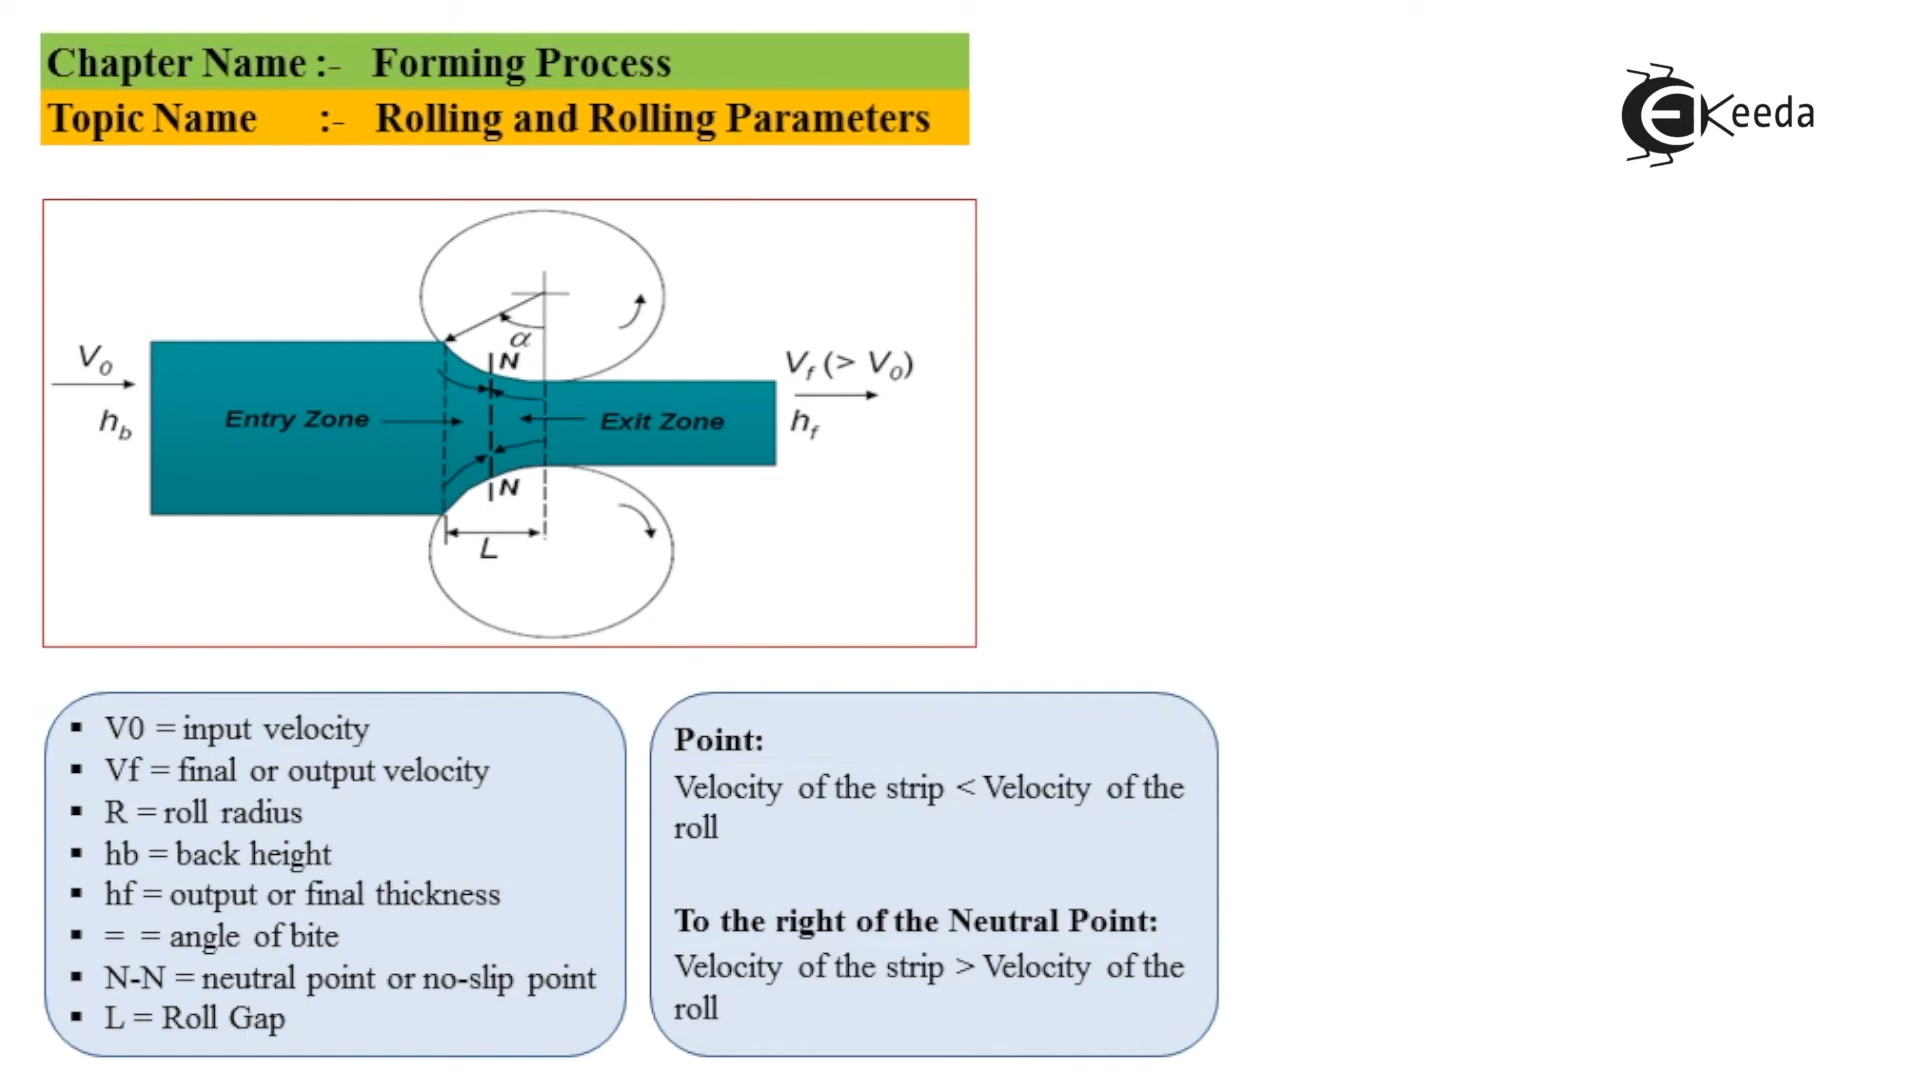 Chapter Name :- Forming Process
Topic Name :- Rolling and Rolling Parameters
EKeeda
α
N
V0
hb
Entry Zone
Exit Zone
Vf (> V0)
hf
N
L
▪ V0 = input velocity
▪ Vf = final or output velocity
▪ R = roll radius
▪ hb = back height
▪ hf = output or final thickness
▪ = = angle of bite
▪ N-N = neutral point or no-slip point
▪ L = Roll Gap
Point:
Velocity of the strip < Velocity of the
roll
To the right of the Neutral Point:
Velocity of the strip > Velocity of the
roll